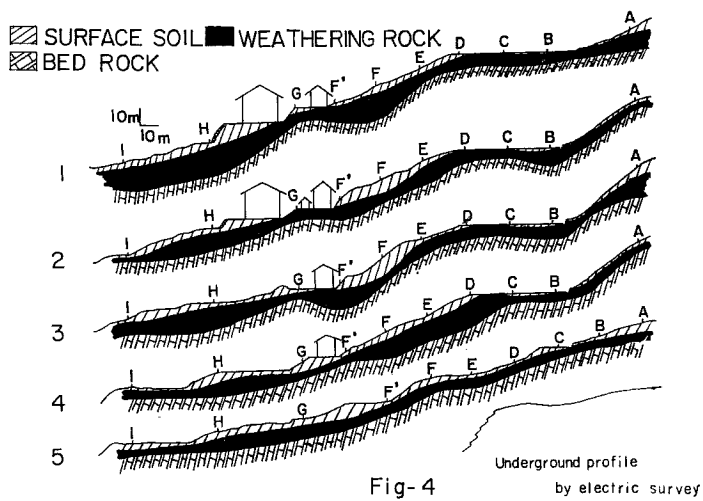 SURFACE SOIL WEATHERING ROCK
BED ROCK
10m
10m
A
B
C
D
E
F
F'
G
H
I
1
A
B
C
D
E
F
F'
G
H
I
2
A
B
C
D
E
F
F'
G
H
I
3
A
B
C
D
E
F
F'
G
H
I
4
A
B
C
D
E
F
F'
G
H
I
5
Fig-4
Underground profile
by electric survey